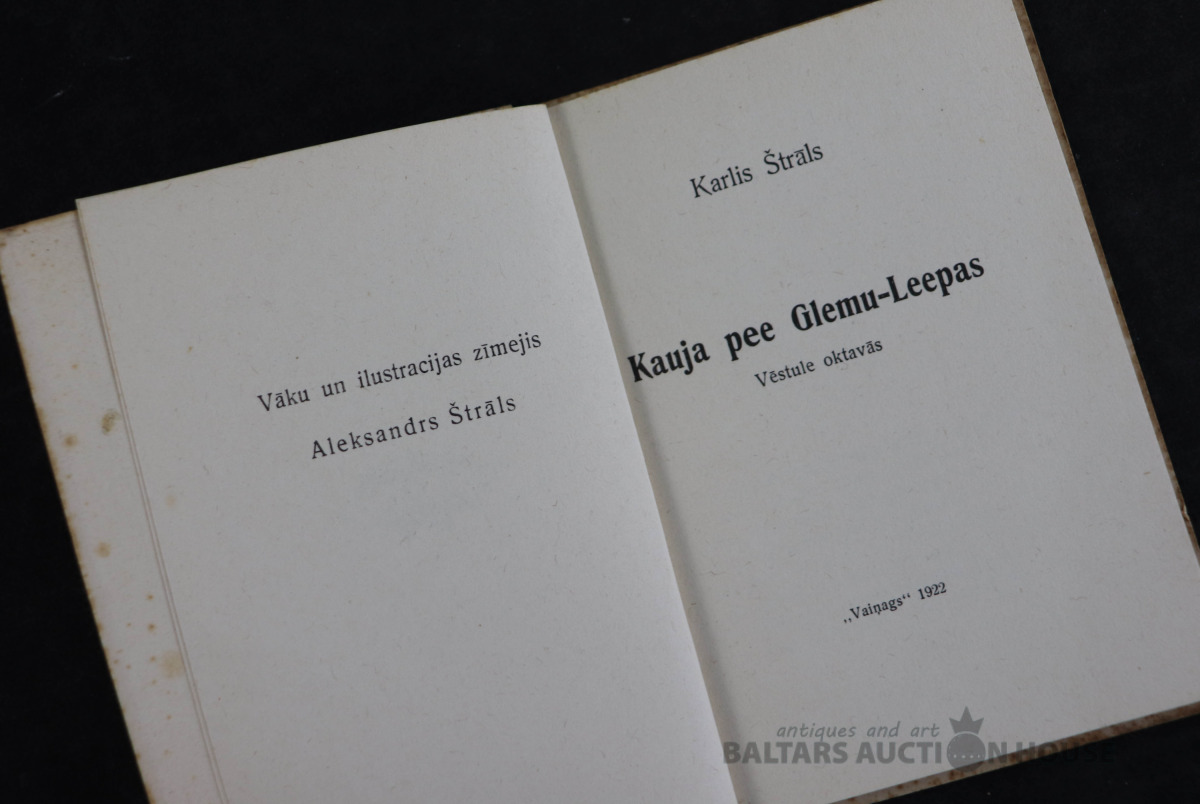 Vāku un ilustracijas zīmejis
Aleksandrs Štrāls
Karlis Štrāls
Kauja pee Glemu-Leepas
Vēstule oktavās
„Vaiņags“ 1922
antiques and art
BALTARS AUCTION HOUSE